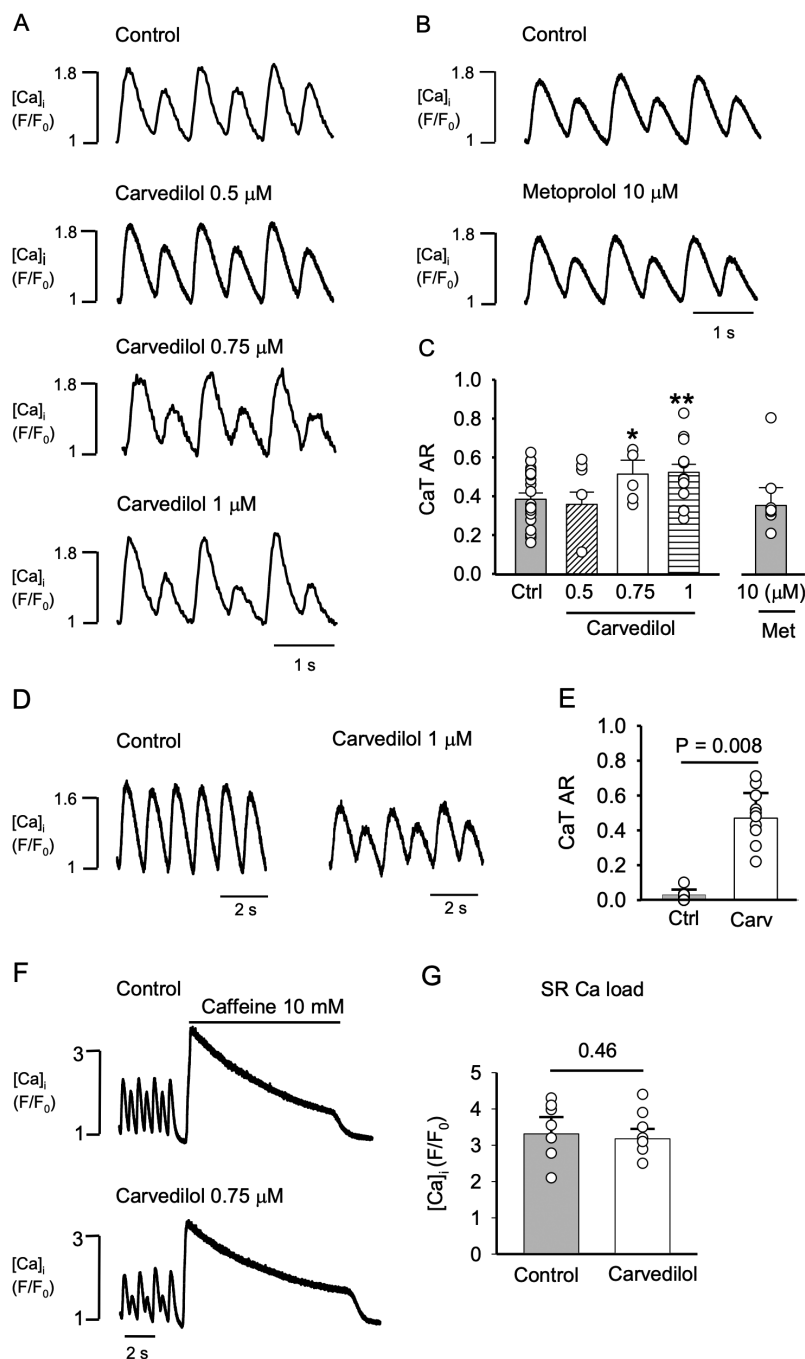 A
Control
1.8
[Ca]i
(F/F0)
1
Carvedilol 0.5 μM
1.8
[Ca]i
(F/F0)
1
Carvedilol 0.75 μM
1.8
[Ca]i
(F/F0)
1
Carvedilol 1 μM
1.8
[Ca]i
(F/F0)
1
1 s
B
Control
1.8
[Ca]i
(F/F0)
1
Metoprolol 10 μM
1.8
[Ca]i
(F/F0)
1
1 s
C
CaT AR
1.0
0.8
0.6
0.4
0.2
0.0
*
**
Ctrl 0.5 0.75 1 10 (μM)
Carvedilol Met
D
Control
1.6
[Ca]i
(F/F0)
1
2 s
Carvedilol 1 μM
2 s
E
CaT AR
1.0
0.8
0.6
0.4
0.2
0.0
P = 0.008
Ctrl Carv
F
Control
Caffeine 10 mM
3
[Ca]i
(F/F0)
1
Carvedilol 0.75 μM
3
[Ca]i
(F/F0)
1
2 s
G
SR Ca load
0.46
[Ca]i (F/F0)
5
4
3
2
1
0
Control Carvedilol